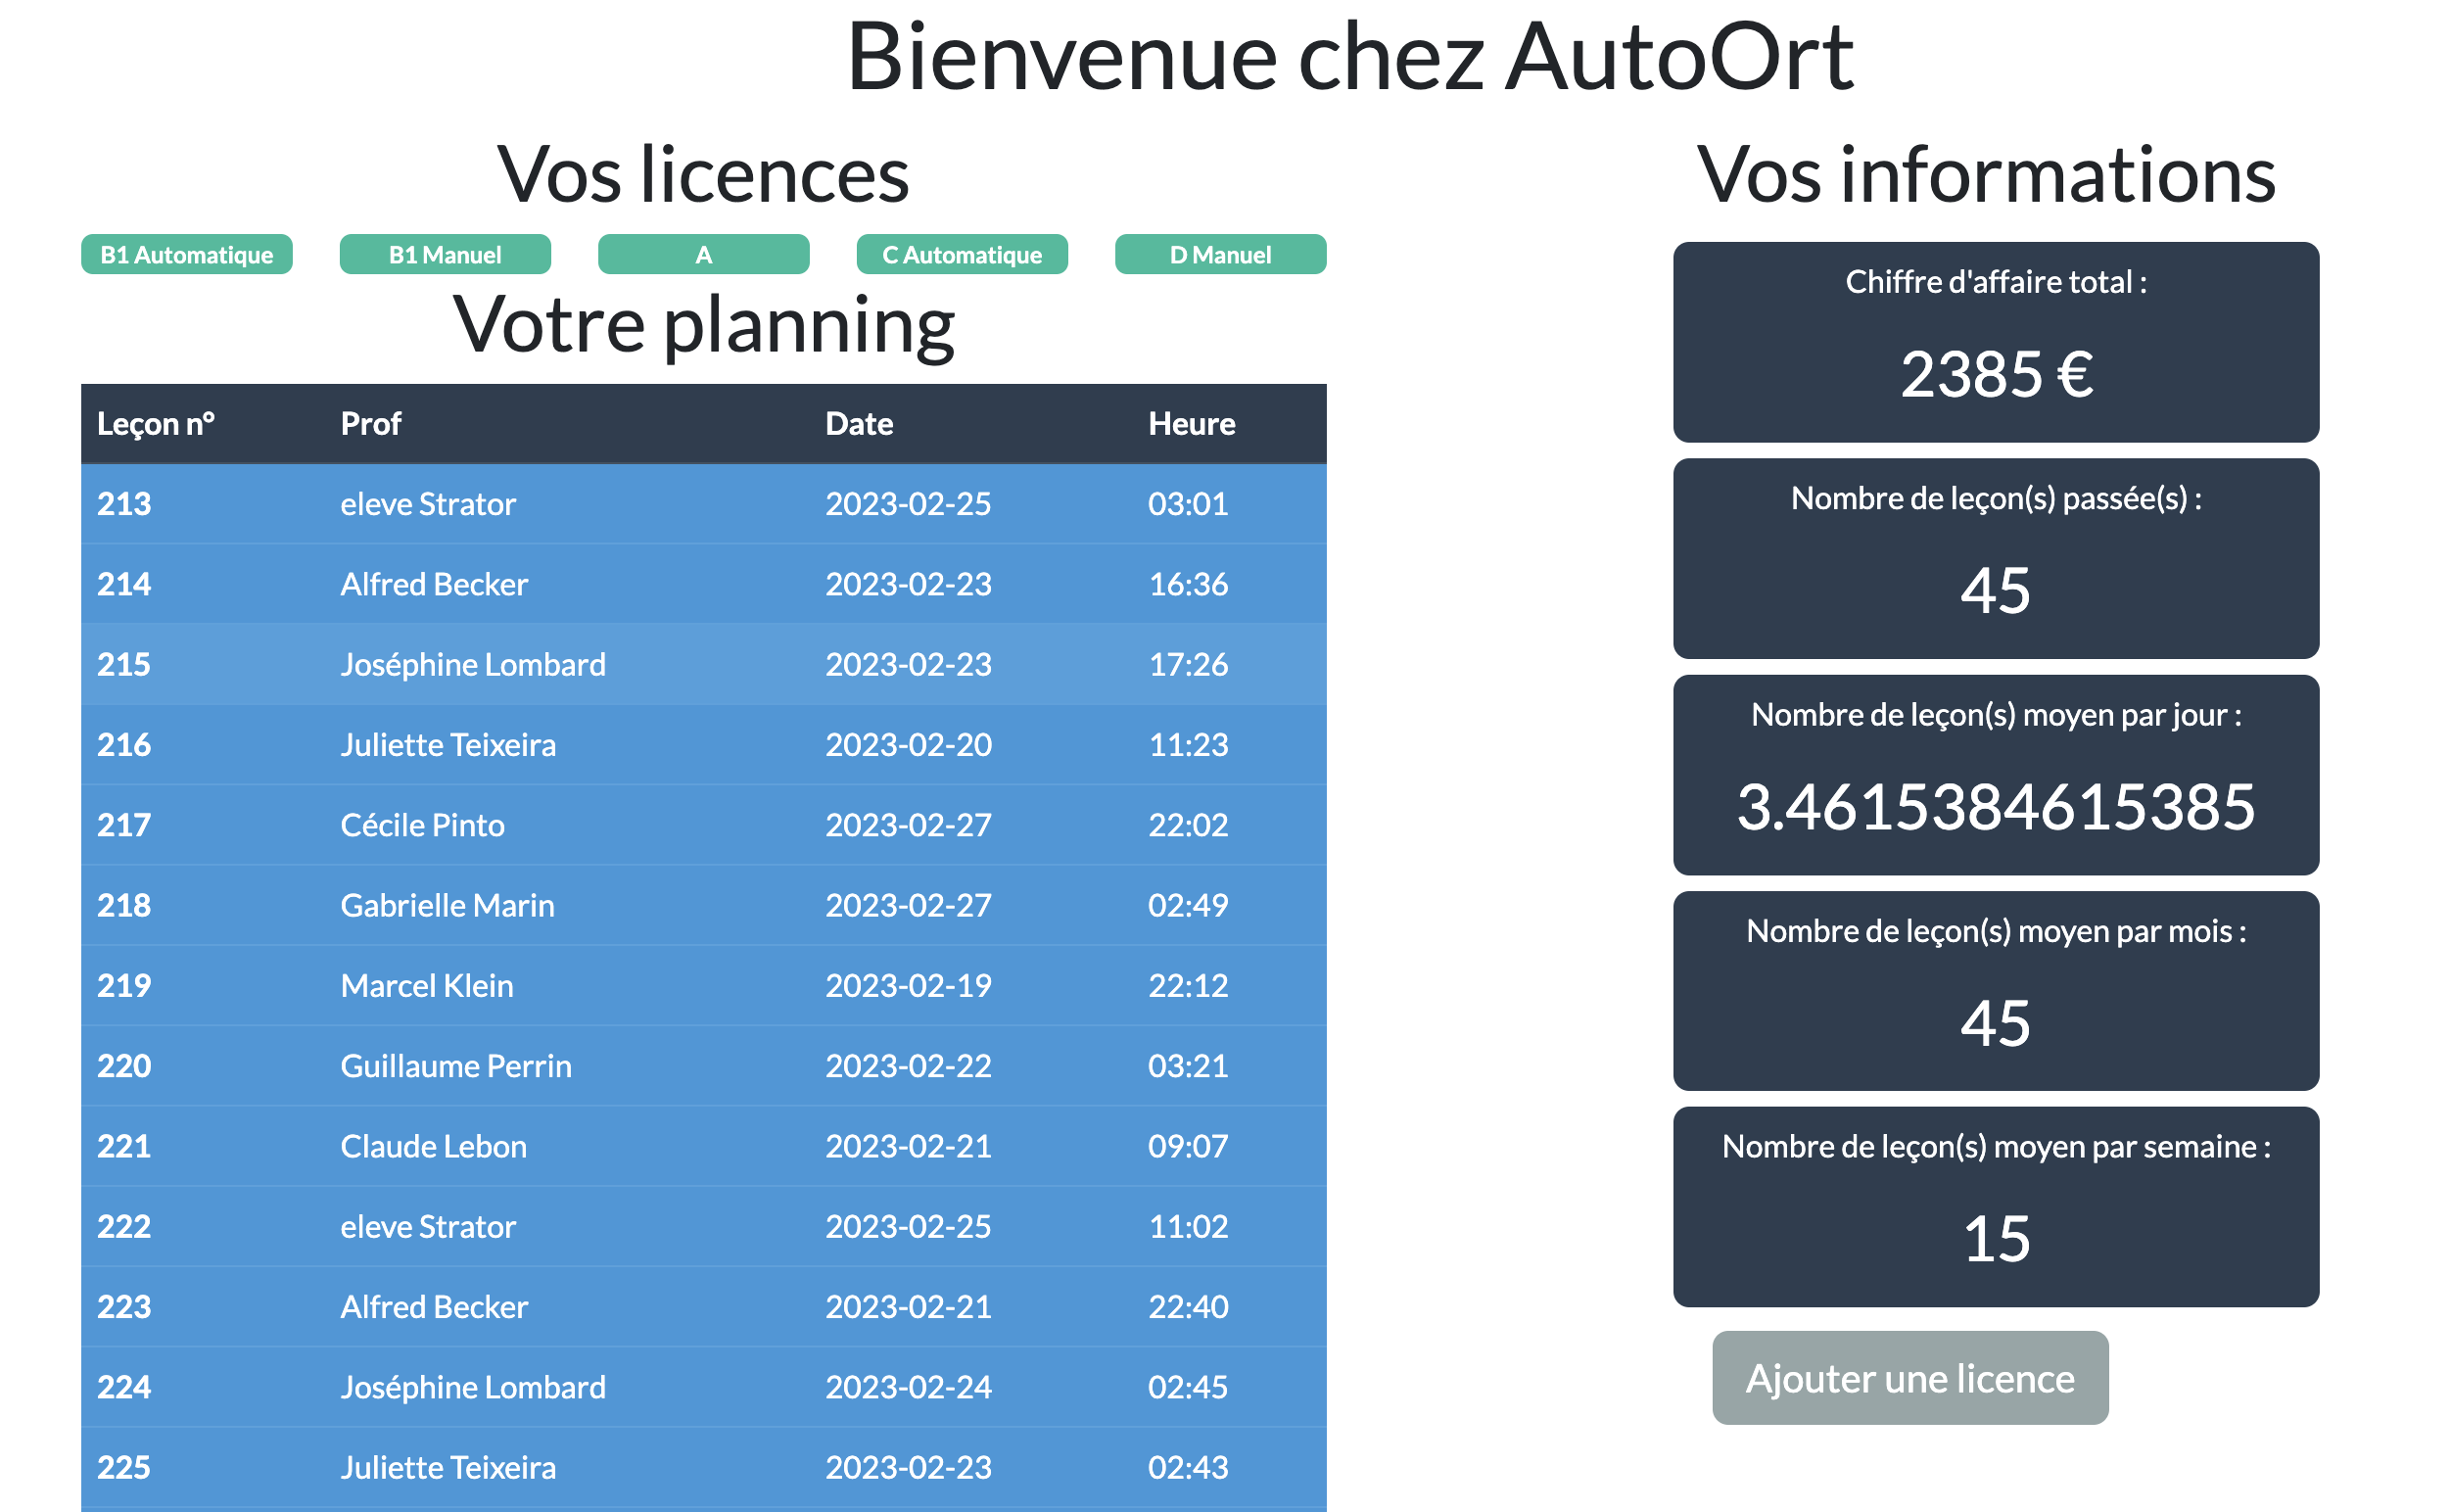 Bienvenue chez AutoOrt
Vos licences
B1 Automatique B1 Manuel A C Automatique D Manuel
Votre planning
Leçon n° Prof Date Heure
213 eleve Strator 2023-02-25 03:01
214 Alfred Becker 2023-02-23 16:36
215 Joséphine Lombard 2023-02-23 17:26
216 Juliette Teixeira 2023-02-20 11:23
217 Cécile Pinto 2023-02-27 22:02
218 Gabrielle Marin 2023-02-27 02:49
219 Marcel Klein 2023-02-19 22:12
220 Guillaume Perrin 2023-02-22 03:21
221 Claude Lebon 2023-02-21 09:07
222 eleve Strator 2023-02-25 11:02
223 Alfred Becker 2023-02-21 22:40
224 Joséphine Lombard 2023-02-24 02:45
225 Juliette Teixeira 2023-02-23 02:43
Vos informations
Chiffre d'affaire total :
2385 €
Nombre de leçon(s) passée(s) :
45
Nombre de leçon(s) moyen par jour :
3.4615384615385
Nombre de leçon(s) moyen par mois :
45
Nombre de leçon(s) moyen par semaine :
15
Ajouter une licence